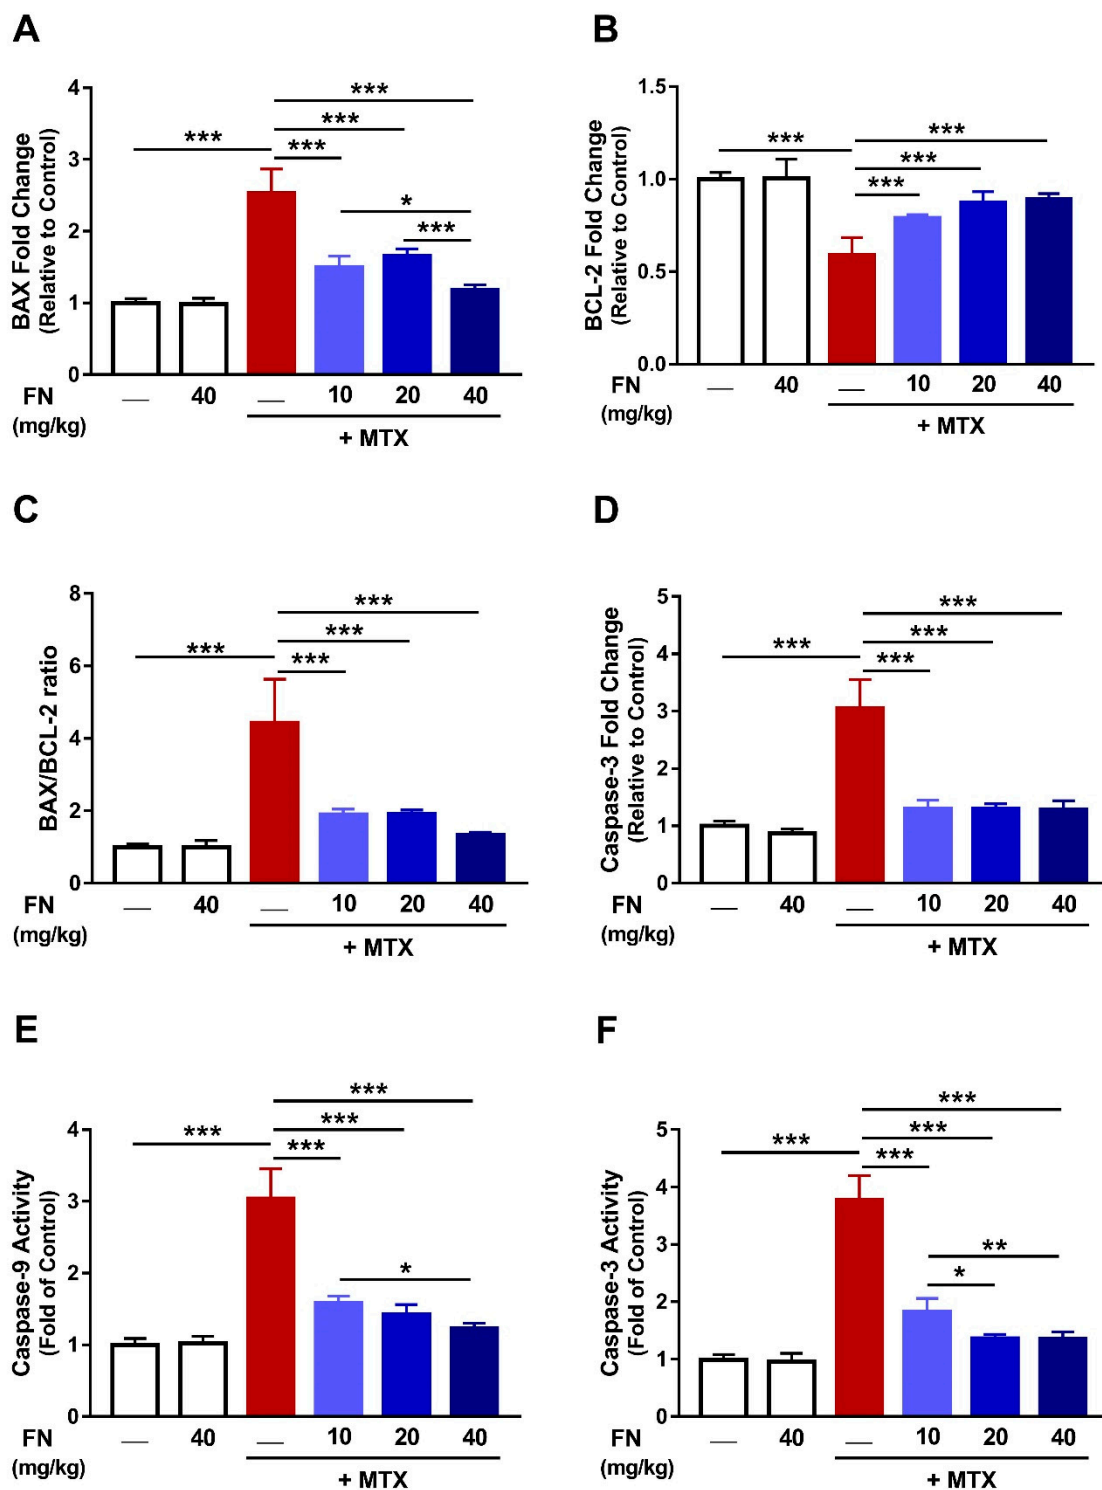 A
BAX Fold Change
(Relative to Control)
4
3
2
1
0
***
***
***
***
*
***
FN
(mg/kg)
— 40 — 10 20 40
+ MTX
B
BCL-2 Fold Change
(Relative to Control)
1.5
1.0
0.5
0.0
***
***
***
***
FN
(mg/kg)
— 40 — 10 20 40
+ MTX
C
BAX/BCL-2 ratio
8
6
4
2
0
***
***
***
***
FN
(mg/kg)
— 40 — 10 20 40
+ MTX
D
Caspase-3 Fold Change
(Relative to Control)
5
4
3
2
1
0
***
***
***
***
FN
(mg/kg)
— 40 — 10 20 40
+ MTX
E
Caspase-9 Activity
(Fold of Control)
4
3
2
1
0
***
***
***
***
*
FN
(mg/kg)
— 40 — 10 20 40
+ MTX
F
Caspase-3 Activity
(Fold of Control)
5
4
3
2
1
0
***
***
***
***
**
*
FN
(mg/kg)
— 40 — 10 20 40
+ MTX